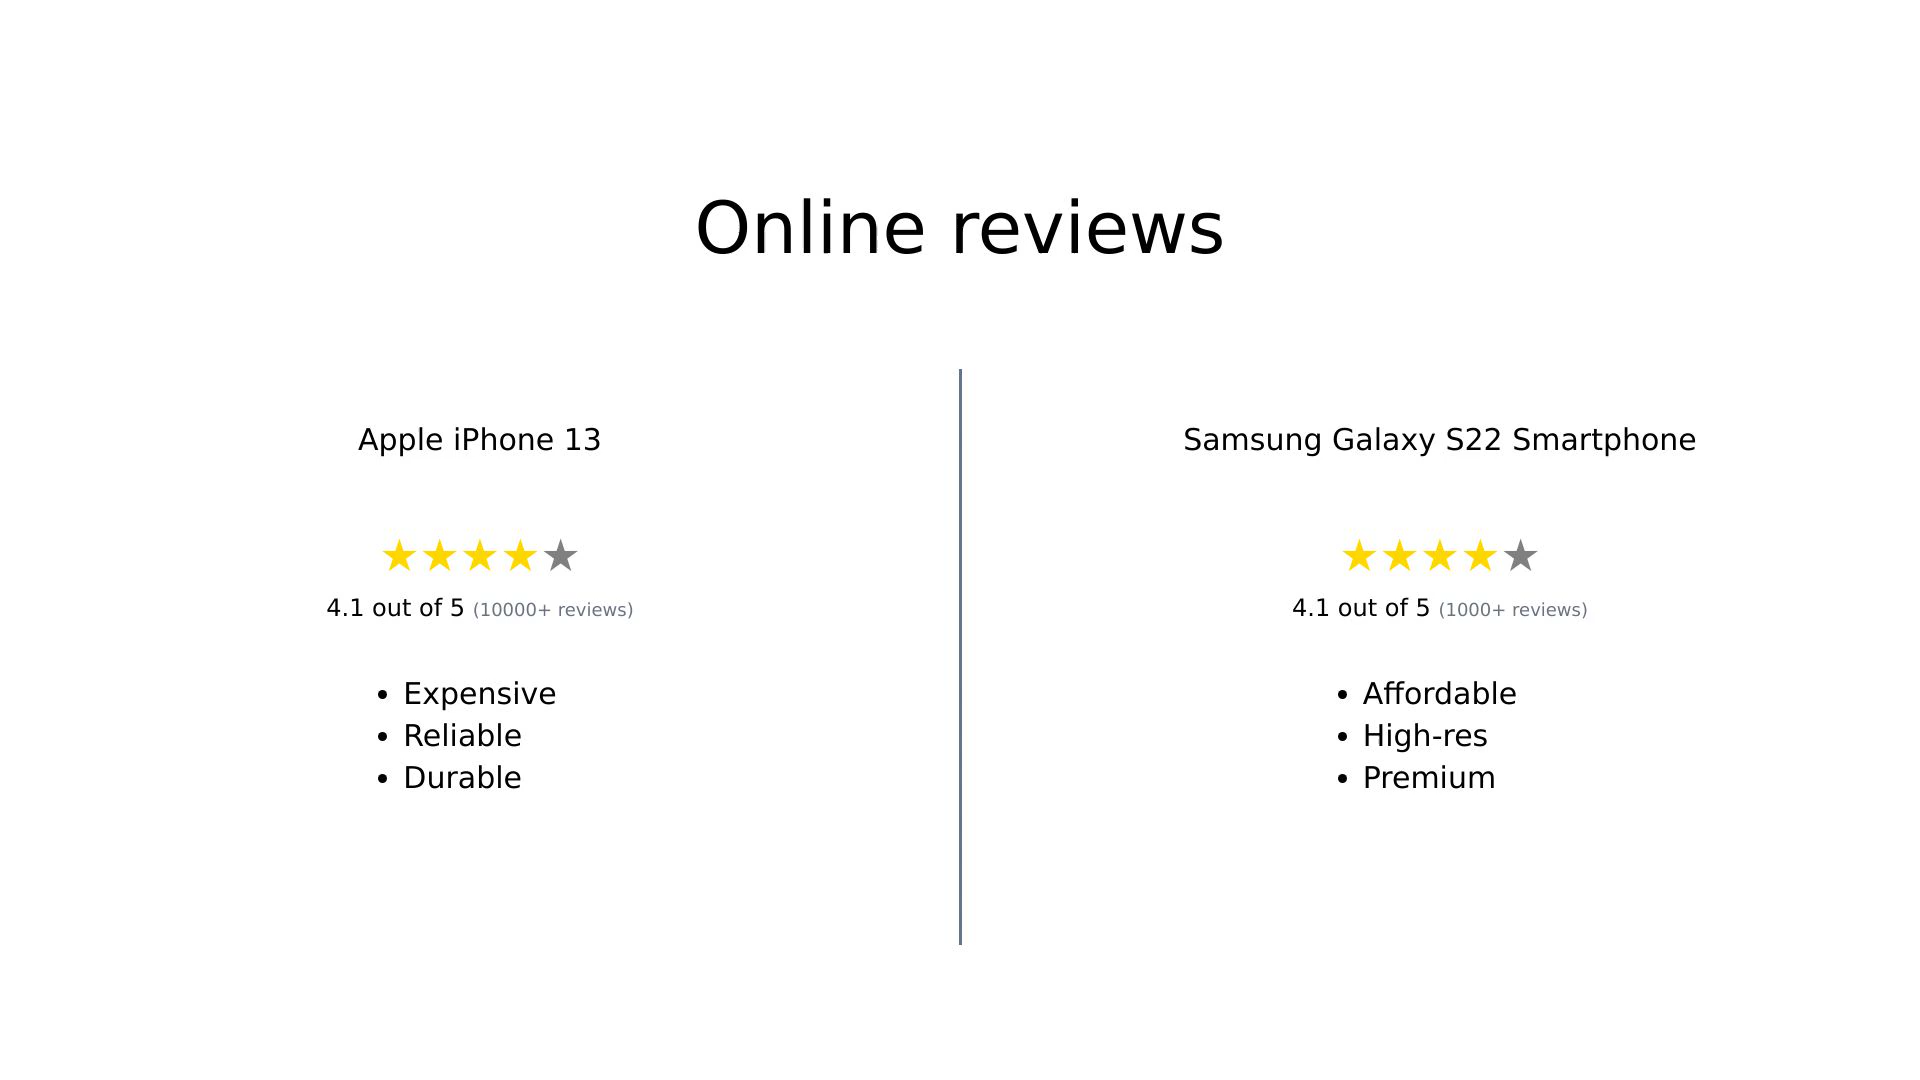 Online reviews
Apple iPhone 13
★★★★★
4.1 out of 5 (10000+ reviews)
• Expensive
• Reliable
• Durable
Samsung Galaxy S22 Smartphone
★★★★★
4.1 out of 5 (1000+ reviews)
• Affordable
• High-res
• Premium